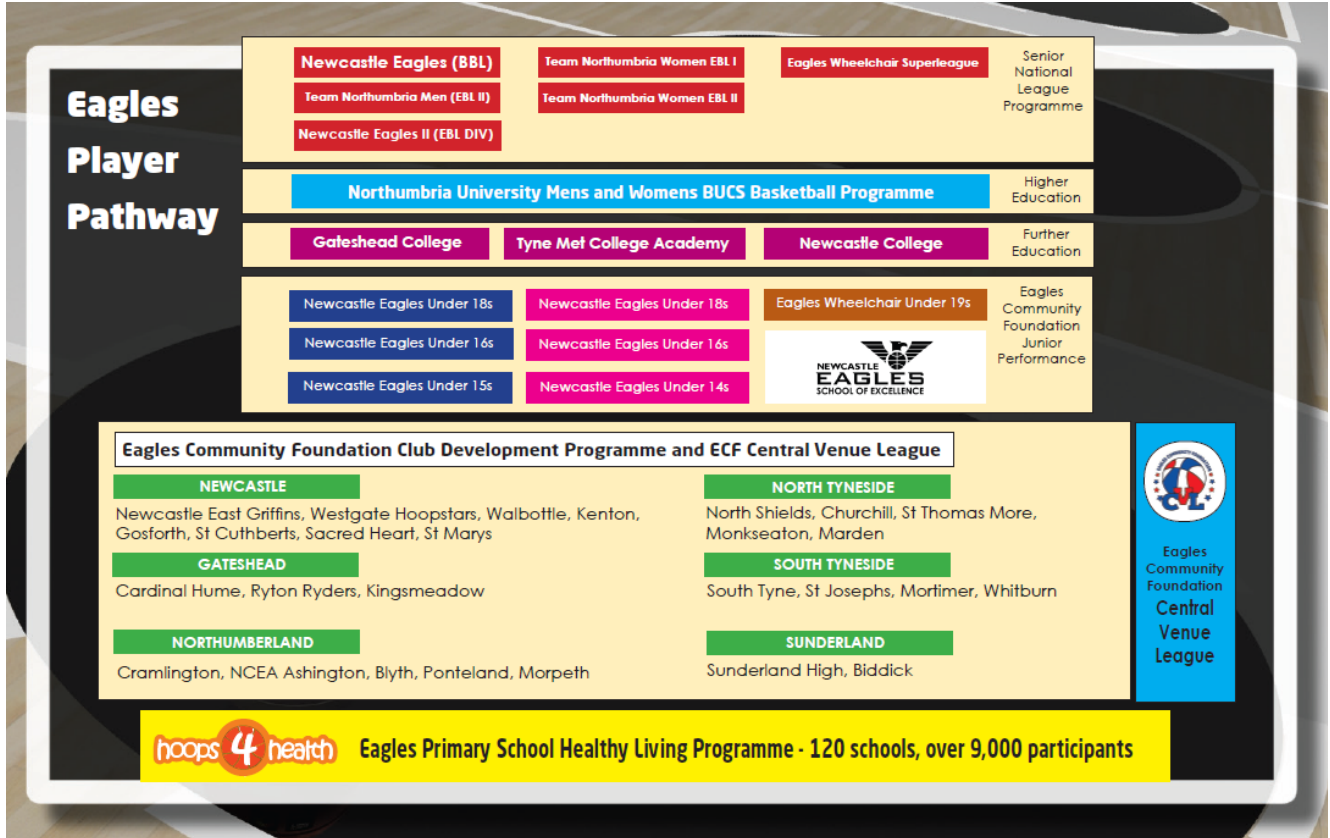 Eagles
Player
Pathway
Newcastle Eagles (BBL)
Team Northumbria Women EBL I
Eagles Wheelchair Superleague
Team Northumbria Men (EBL II)
Team Northumbria Women EBL II
Newcastle Eagles II (EBL DIV)
Senior
National
League
Programme
Northumbria University Mens and Womens BUCS Basketball Programme
Higher
Education
Gateshead College
Tyne Met College Academy
Newcastle College
Further
Education
Newcastle Eagles Under 18s
Newcastle Eagles Under 18s
Eagles Wheelchair Under 19s
Newcastle Eagles Under 16s
Newcastle Eagles Under 16s
Newcastle Eagles Under 15s
Newcastle Eagles Under 14s
NEWCASTLE
EAGLES
SCHOOL OF EXCELLENCE
Eagles
Community
Foundation
Junior
Performance
Eagles Community Foundation Club Development Programme and ECF Central Venue League
NEWCASTLE
Newcastle East Griffins, Westgate Hoopstars, Walbottle, Kenton,
Gosforth, St Cuthberts, Sacred Heart, St Marys
NORTH TYNESIDE
North Shields, Churchill, St Thomas More,
Monkseaton, Marden
GATESHEAD
Cardinal Hume, Ryton Ryders, Kingsmeadow
SOUTH TYNESIDE
South Tyne, St Josephs, Mortimer, Whitburn
NORTHUMBERLAND
Cramlington, NCEA Ashington, Blyth, Ponteland, Morpeth
SUNDERLAND
Sunderland High, Biddick
CVL
Eagles
Community
Foundation
Central
Venue
League
hoops 4 health
Eagles Primary School Healthy Living Programme - 120 schools, over 9,000 participants